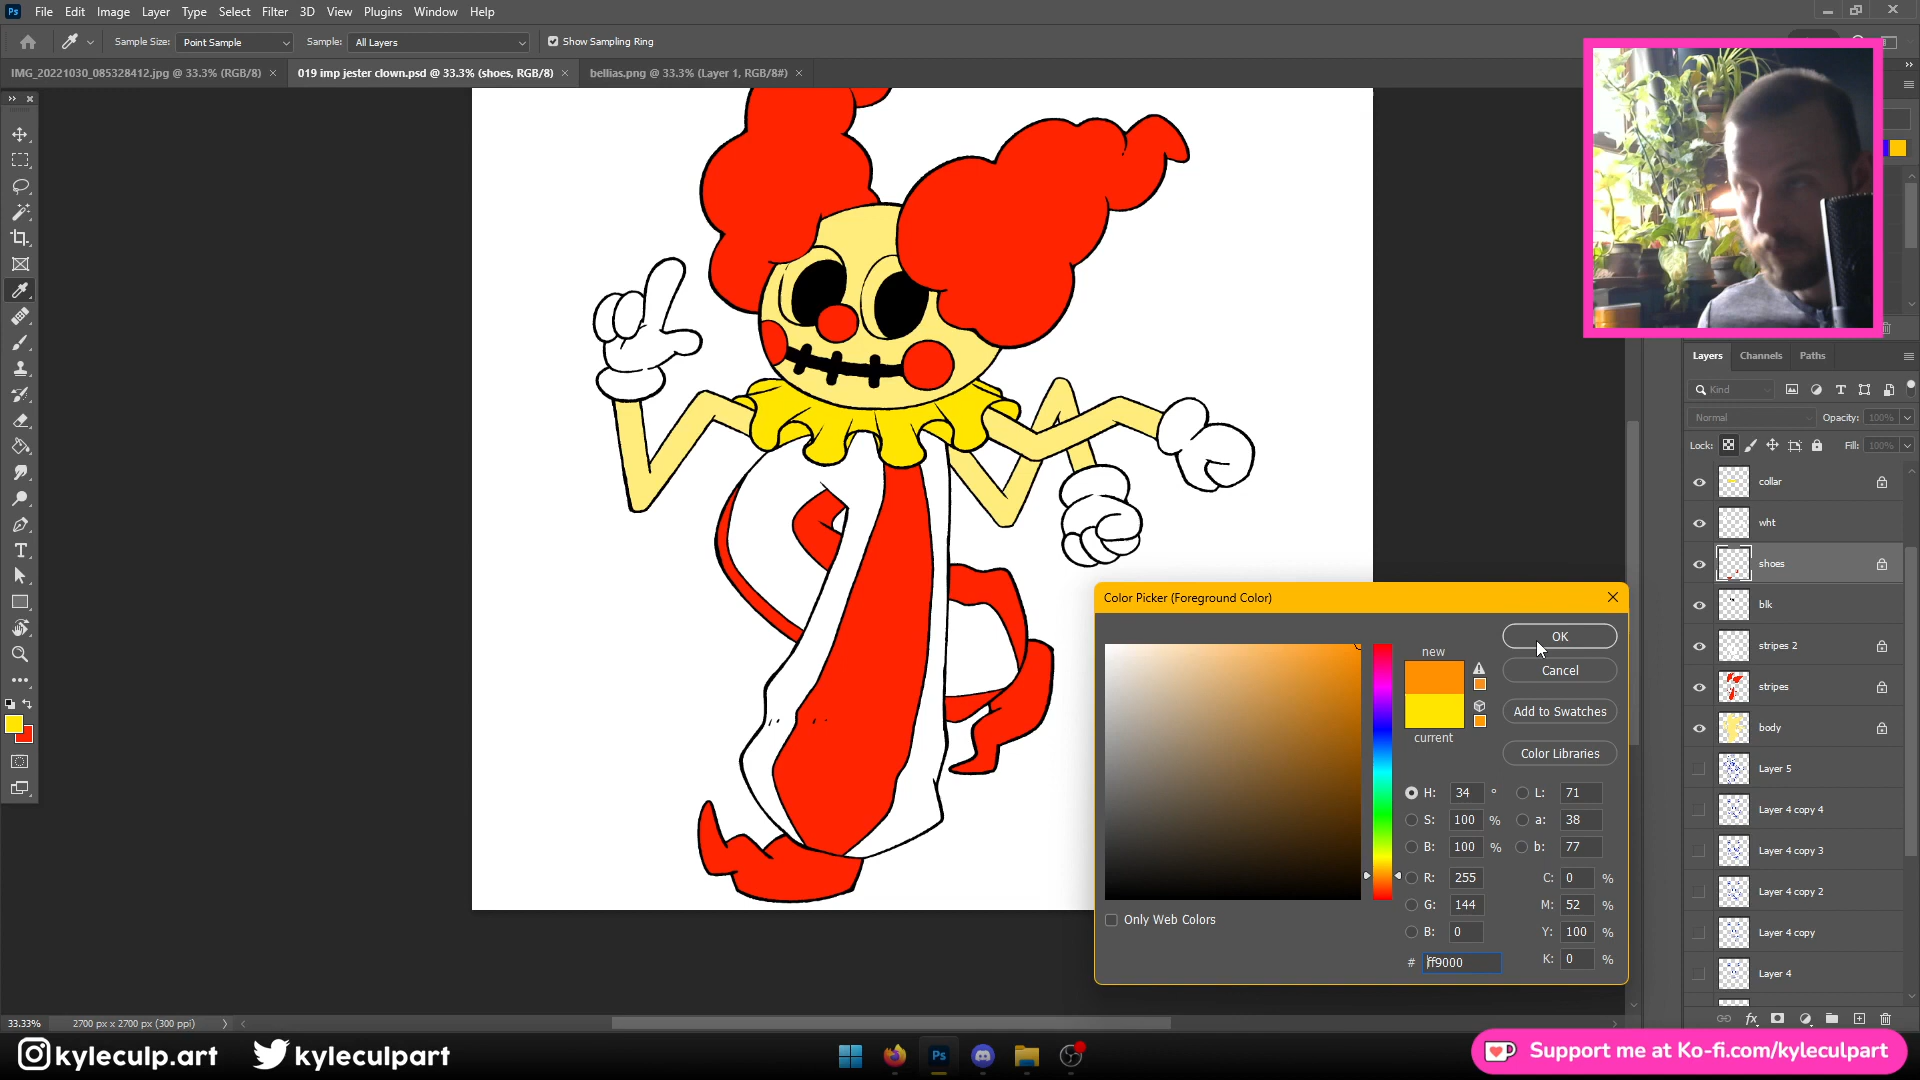 Ps File Edit Image Layer Type Select Filter 3D View Plugins Window Help
Sample Size: Point Sample Sample: All Layers Show Sampling Ring
IMG_20221030_085328412.jpg @ 33.3% (RGB/8) × 019 imp jester clown.psd @ 33.3% (shoes, RGB/8) × bellias.png @ 33.3% (Layer 1, RGB/8#) ×
Layers Channels Paths
Kind
Normal Opacity: 100%
Lock: Fill: 100%
collar
wht
shoes
blk
stripes 2
stripes
body
Layer 5
Layer 4 copy 4
Layer 4 copy 3
Layer 4 copy 2
Layer 4 copy
Layer 4
Color Picker (Foreground Color)
new
current
OK
Cancel
Add to Swatches
Color Libraries
H: 34 ° L: 71
S: 100 % a: 38
B: 100 % b: 77
R: 255 C: 0 %
G: 144 M: 52 %
B: 0 Y: 100 %
# ff9000 K: 0 %
Only Web Colors
33.33% 2700 px x 2700 px (300 ppi)
kyleculp.art kyleculpart
Ps
Support me at Ko-fi.com/kyleculpart